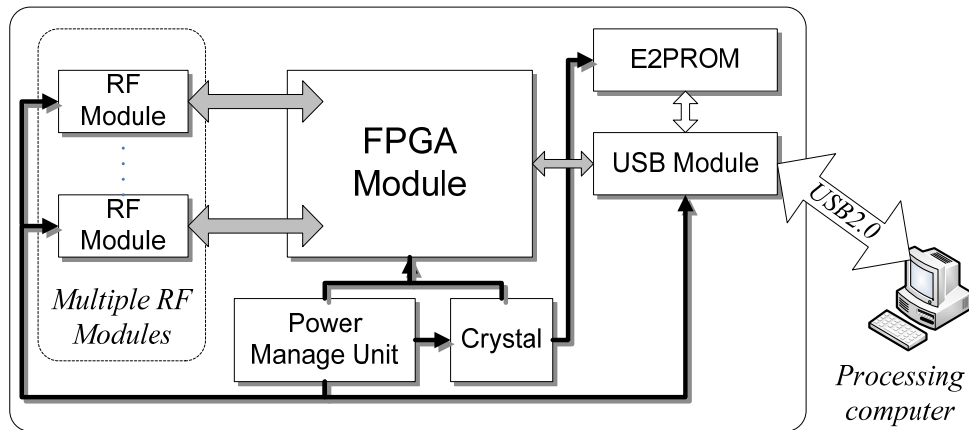 RF
Module
RF
Module
Multiple RF
Modules
FPGA
Module
E2PROM
USB Module
USB2.0
Power
Manage Unit
Crystal
Processing
computer